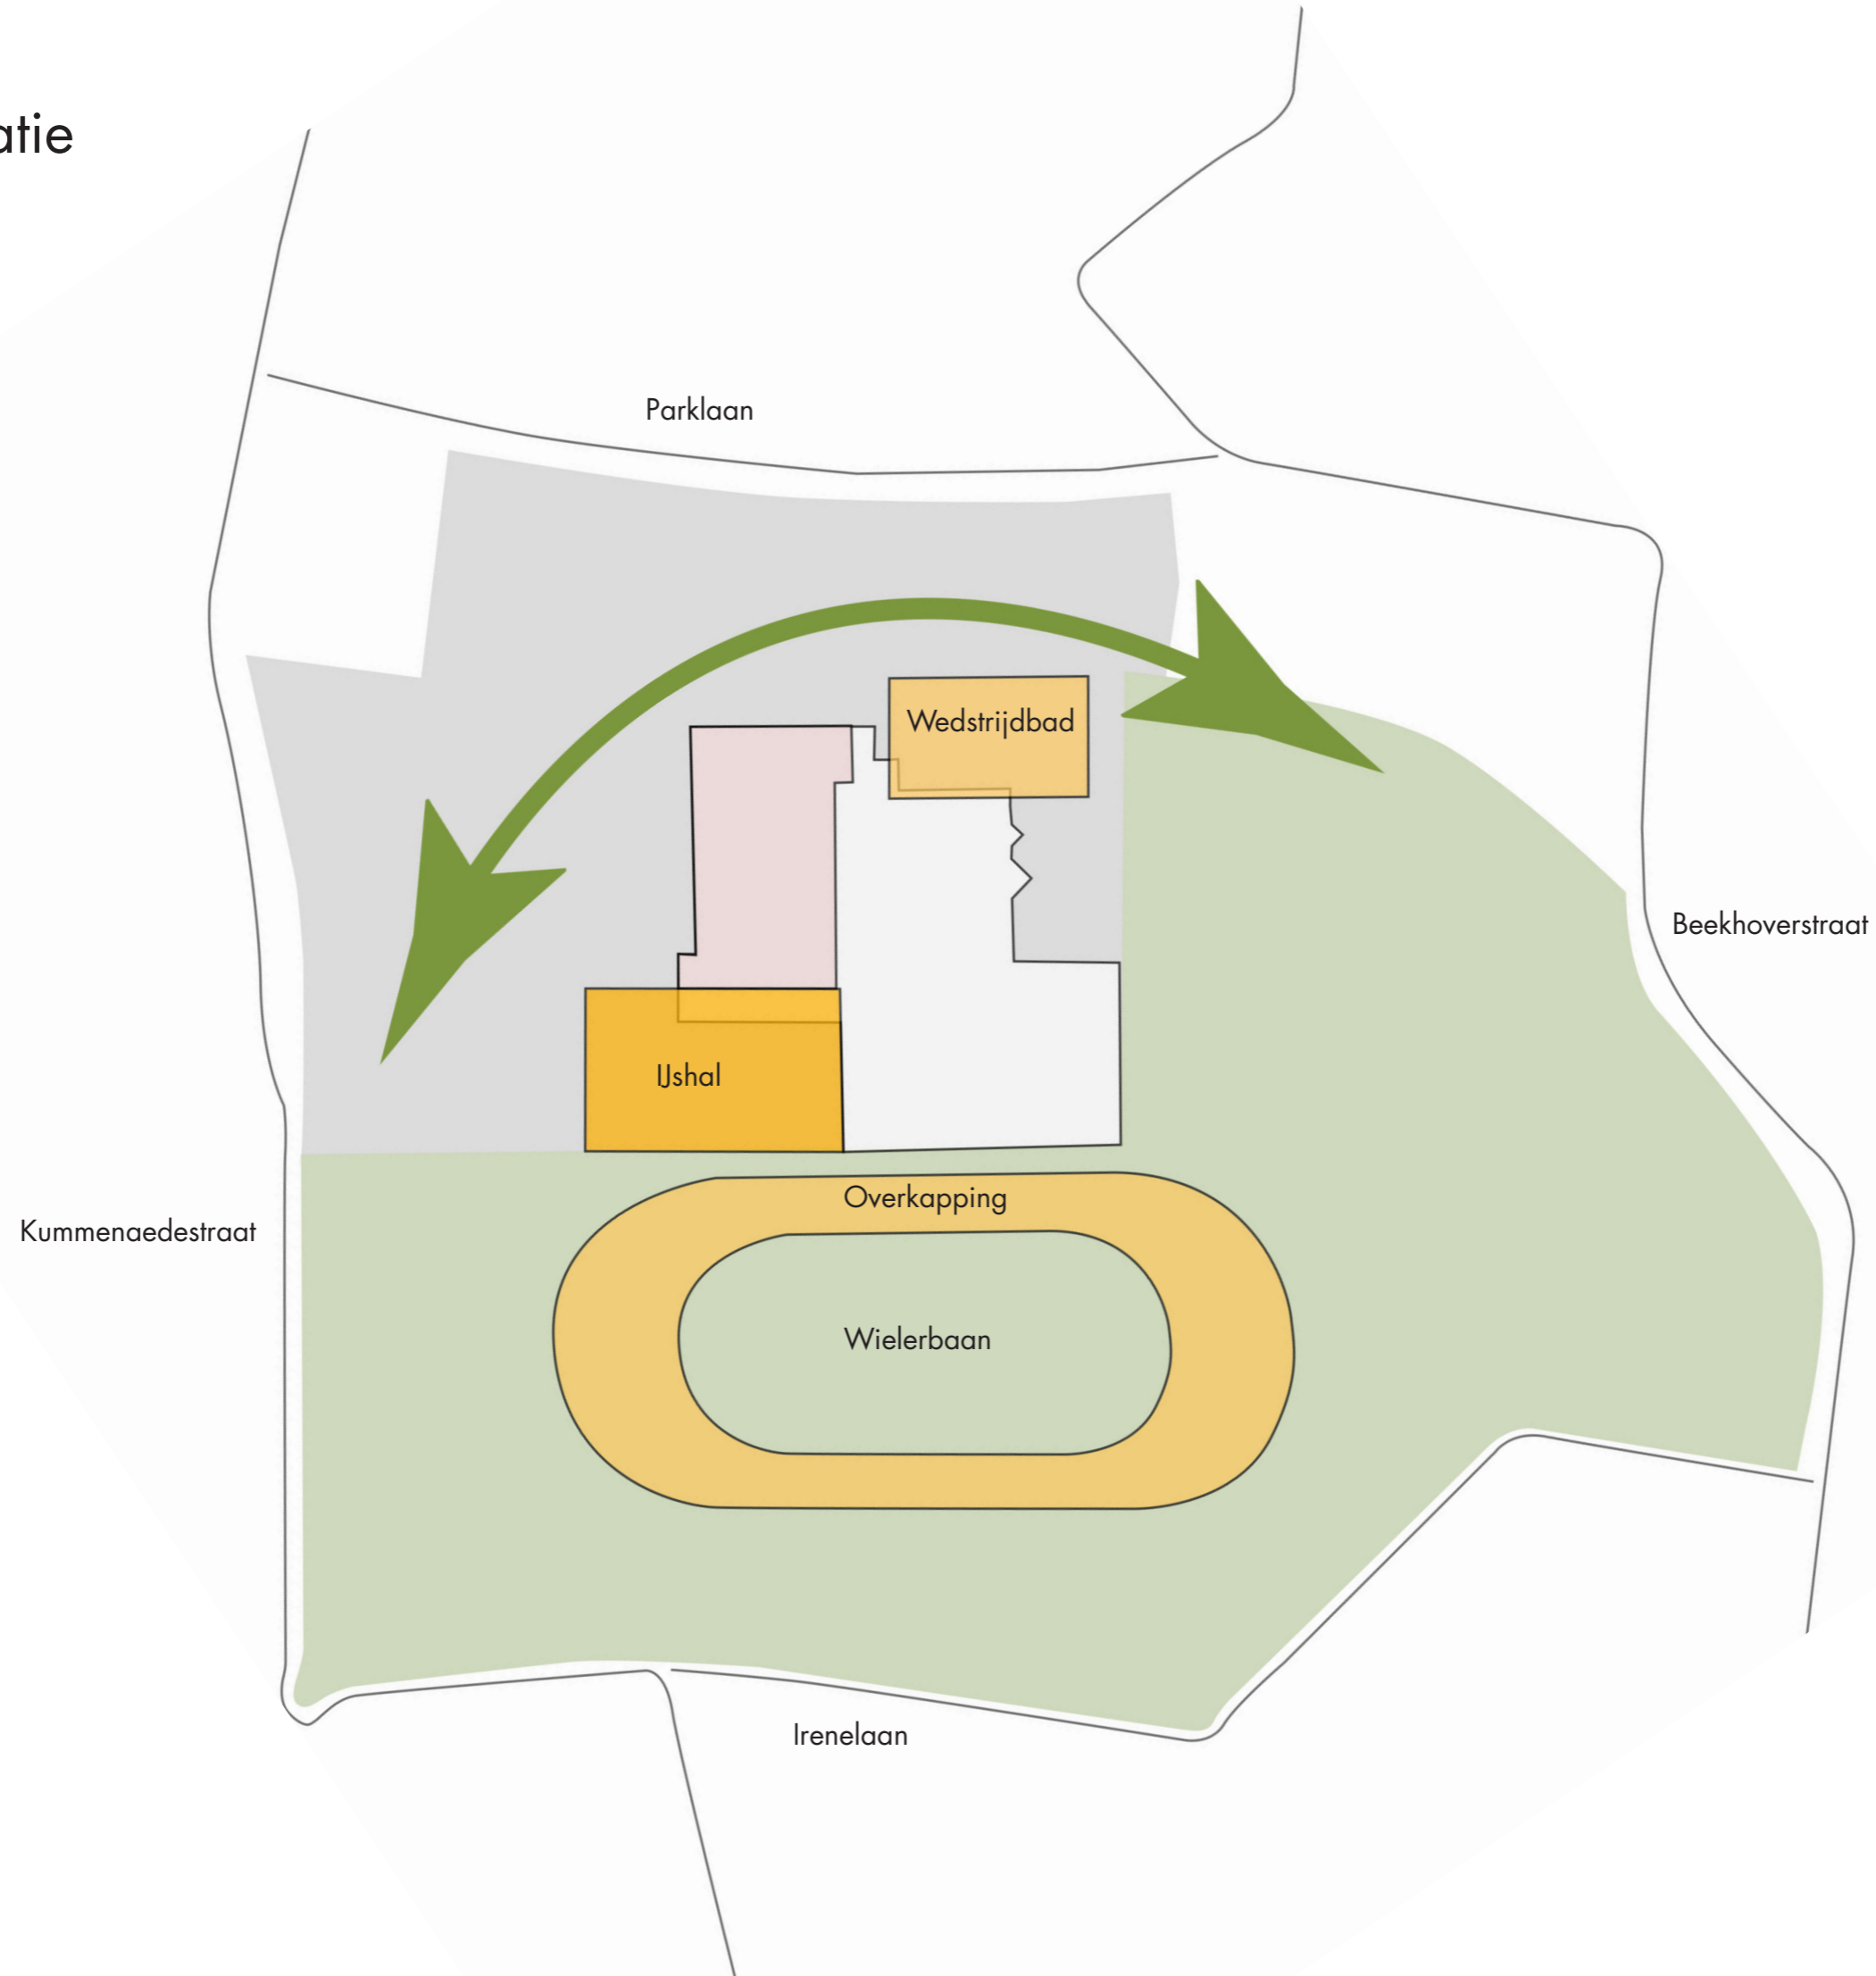 atie
Parklaan
Wedstrijdbad
Beekhoverstraat
IJshal
Overkapping
Kummenaedestraat
Wielerbaan
Irenelaan